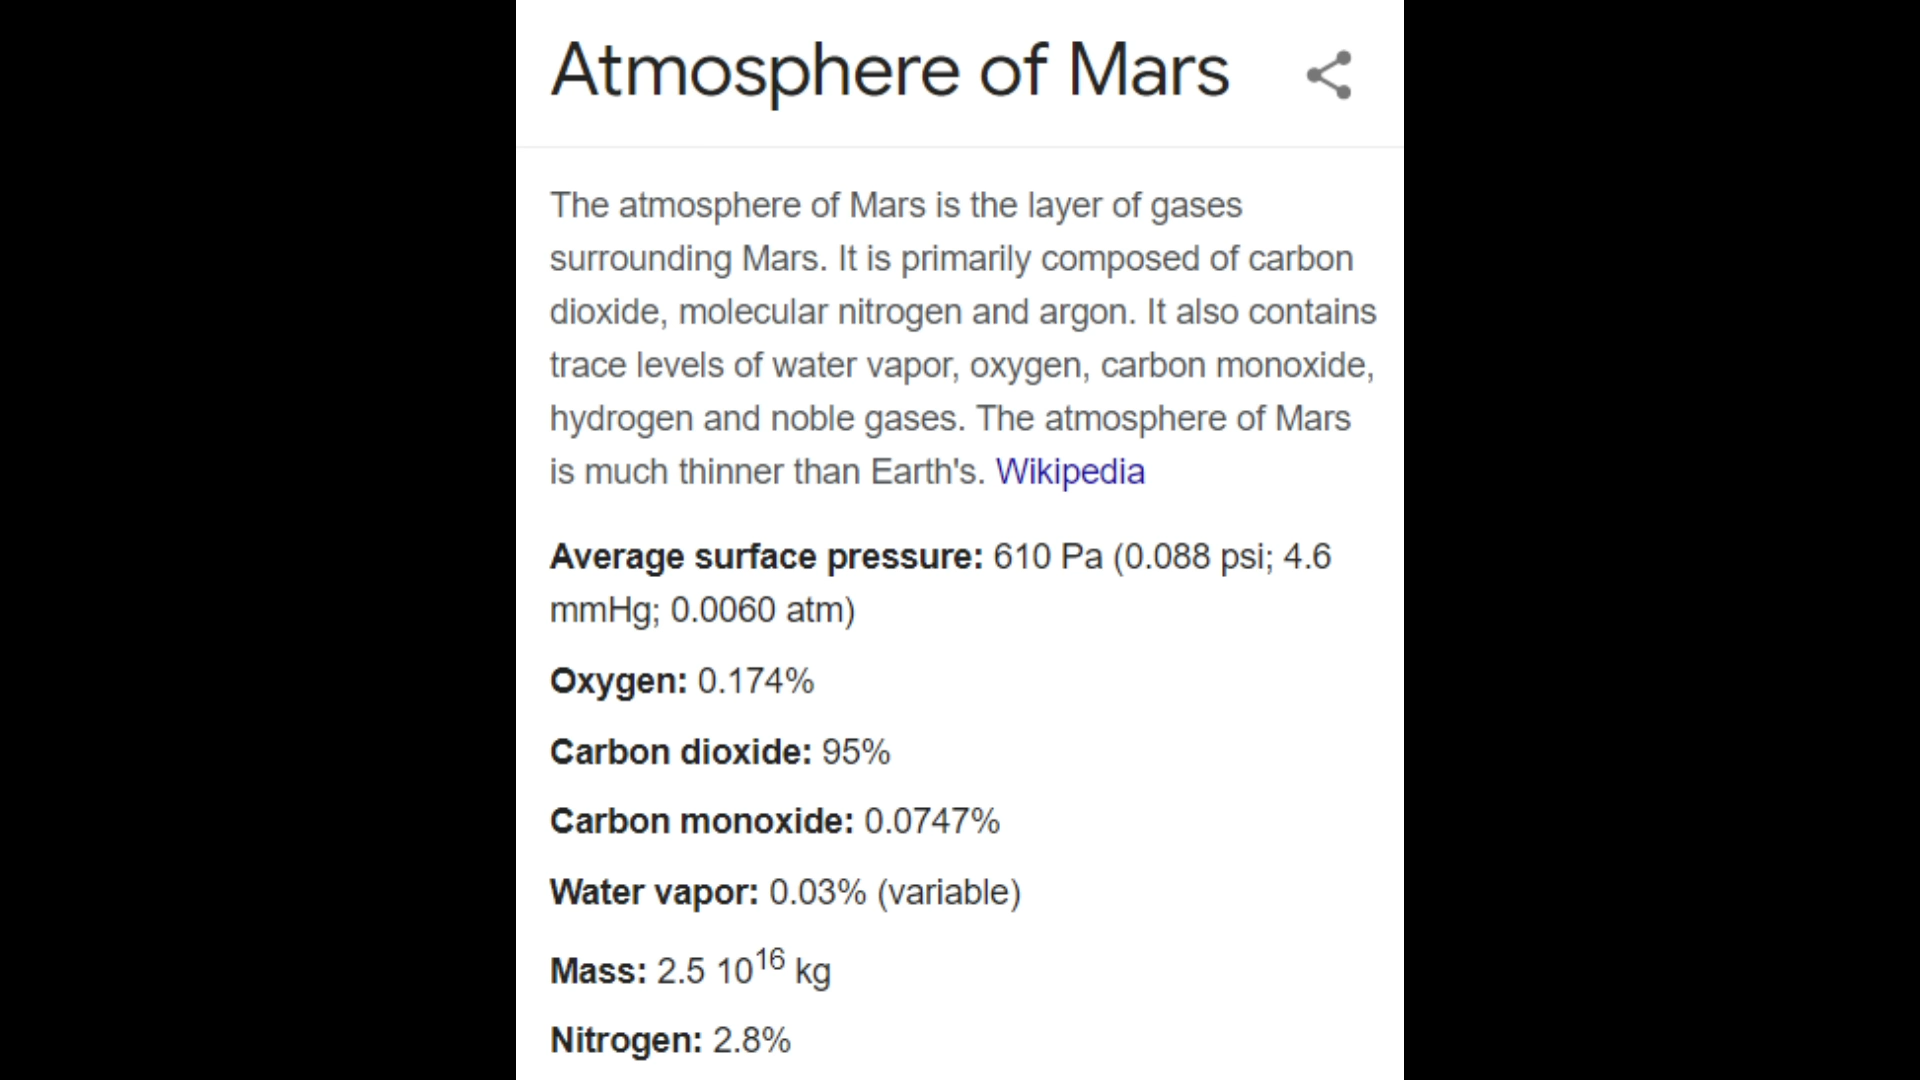 Atmosphere of Mars
The atmosphere of Mars is the layer of gases
surrounding Mars. It is primarily composed of carbon
dioxide, molecular nitrogen and argon. It also contains
trace levels of water vapor, oxygen, carbon monoxide,
hydrogen and noble gases. The atmosphere of Mars
is much thinner than Earth's. Wikipedia
Average surface pressure: 610 Pa (0.088 psi; 4.6
mmHg; 0.0060 atm)
Oxygen: 0.174%
Carbon dioxide: 95%
Carbon monoxide: 0.0747%
Water vapor: 0.03% (variable)
Mass: 2.5 10¹⁶ kg
Nitrogen: 2.8%